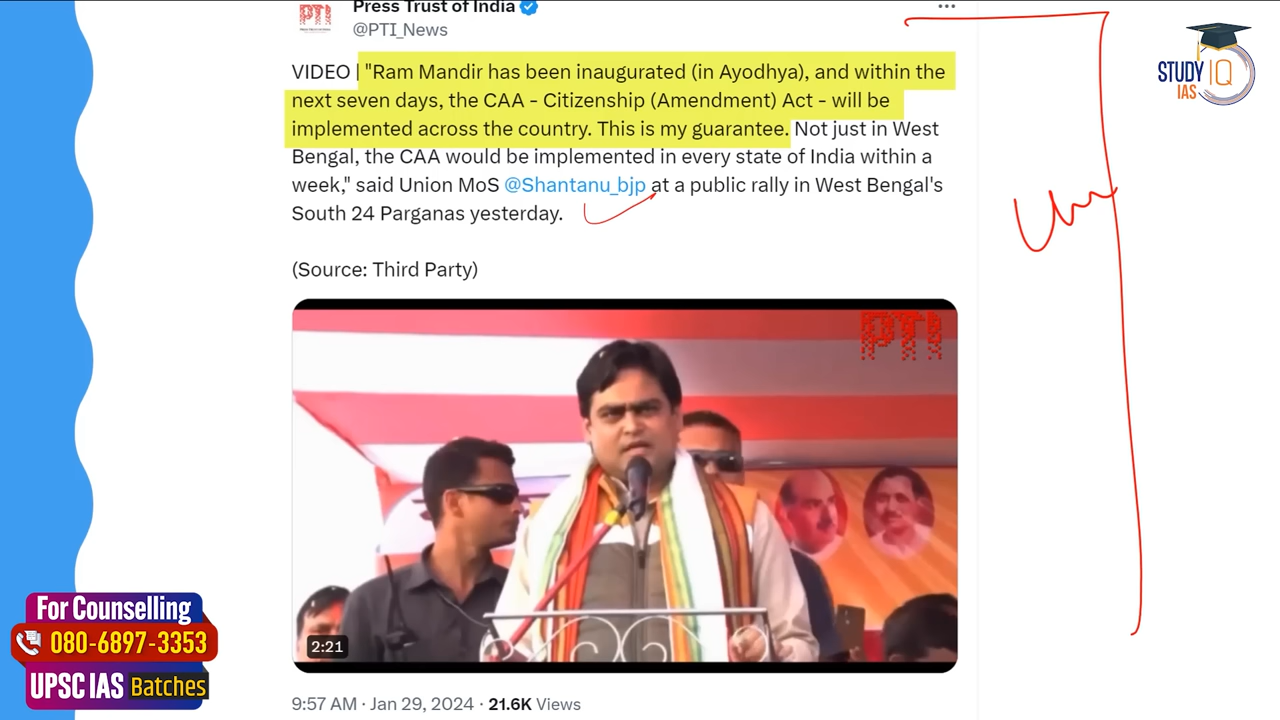 Press Trust of India
@PTI_News
STUDY IQ
IAS
VIDEO | "Ram Mandir has been inaugurated (in Ayodhya), and within the
next seven days, the CAA - Citizenship (Amendment) Act - will be
implemented across the country. This is my guarantee. Not just in West
Bengal, the CAA would be implemented in every state of India within a
week," said Union MoS @Shantanu_bjp at a public rally in West Bengal's
South 24 Parganas yesterday.
(Source: Third Party)
PTI
2:21
9:57 AM · Jan 29, 2024 · 21.6K Views
For Counselling
080-6897-3353
UPSC IAS Batches